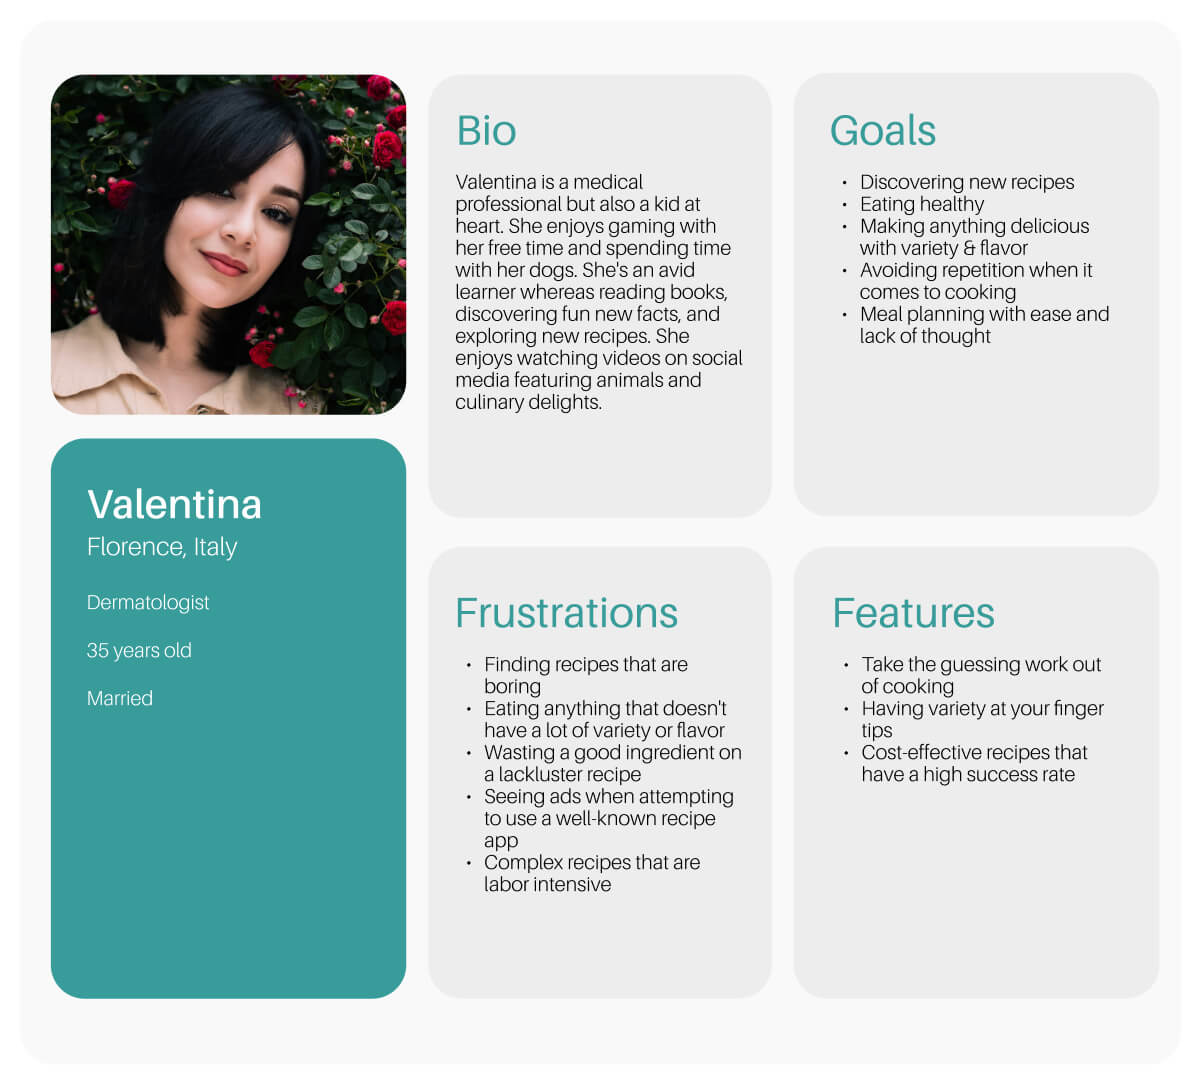 Valentina
Florence, Italy
Dermatologist
35 years old
Married
Bio
Valentina is a medical
professional but also a kid at
heart. She enjoys gaming with
her free time and spending time
with her dogs. She's an avid
learner whereas reading books,
discovering fun new facts, and
exploring new recipes. She
enjoys watching videos on social
media featuring animals and
culinary delights.
Goals
• Discovering new recipes
• Eating healthy
• Making anything delicious
with variety & flavor
• Avoiding repetition when it
comes to cooking
• Meal planning with ease and
lack of thought
Frustrations
• Finding recipes that are
boring
• Eating anything that doesn't
have a lot of variety or flavor
• Wasting a good ingredient on
a lackluster recipe
• Seeing ads when attempting
to use a well-known recipe
app
• Complex recipes that are
labor intensive
Features
• Take the guessing work out
of cooking
• Having variety at your finger
tips
• Cost-effective recipes that
have a high success rate